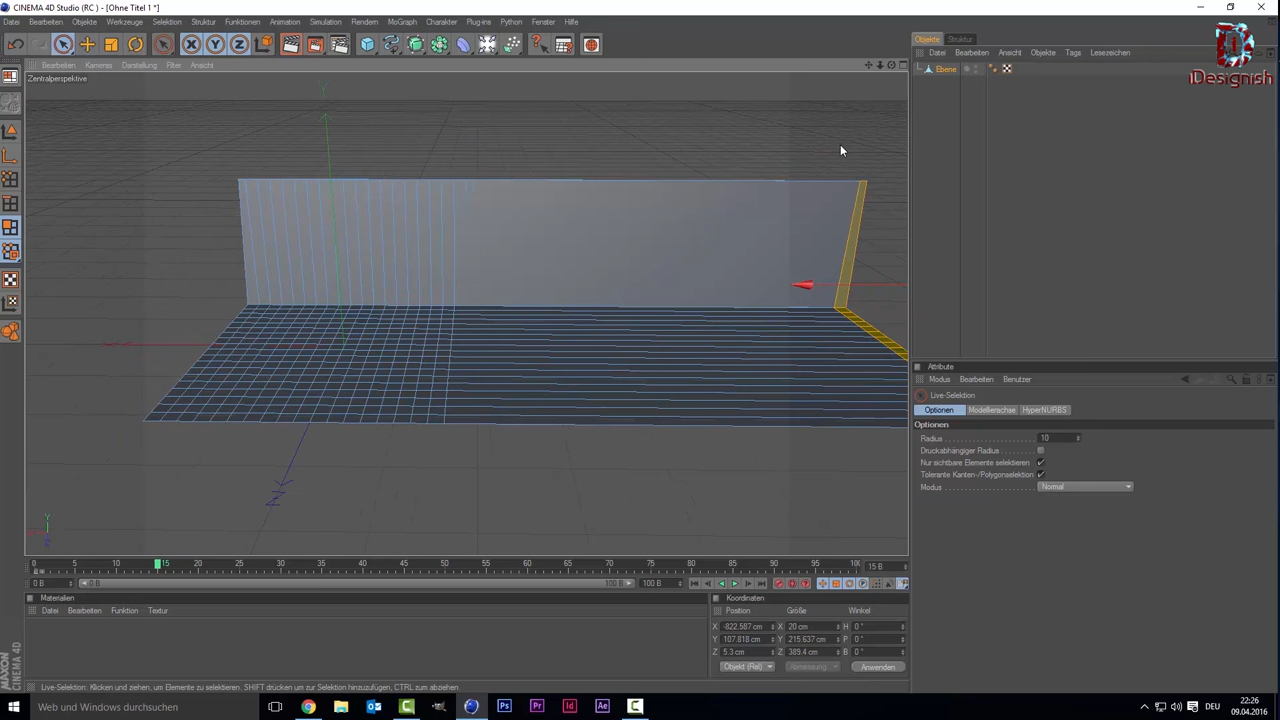 CINEMA 4D Studio (RC ) - [Ohne Titel 1 *]
Datei Bearbeiten Objekte Werkzeuge Selektion Struktur Funktionen Animation Simulation Rendern MoGraph Charakter Plug-ins Python Fenster Hilfe
Bearbeiten Kameras Darstellung Filter Ansicht
Zentralperspektive
Y
Z
Y
Z
Objekte Struktur
Datei Bearbeiten Ansicht Objekte Tags Lesezeichen
Ebene
iDesignish
Attribute
Modus Bearbeiten Benutzer
Live-Selektion
Optionen Modellierachse HyperNURBS
Optionen
Radius 10
Druckabhängiger Radius
Nur sichtbare Elemente selektieren
Tolerante Kanten-/Polygonselektion
Modus Normal
0 5 10 15 20 25 30 35 40 45 50 55 60 65 70 75 80 85 90 95 100 15 B
0 B 0 B 100 B 100 B
Materialien
Datei Bearbeiten Funktion Textur
Koordinaten
Position Größe Winkel
X -822.587 cm X 20 cm H 0 °
Y 107.818 cm Y 215.637 cm P 0 °
Z 5.3 cm Z 389.4 cm B 0 °
Objekt (Rel) Abmessung Anwenden
MAXON CINEMA 4D
Live-Selektion: Klicken und ziehen, um Elemente zu selektieren. SHIFT drücken um zur Selektion hinzuzufügen, CTRL zum abziehen.
Web und Windows durchsuchen
Ps Pr Id Ae
DEU
22:26
09.04.2016